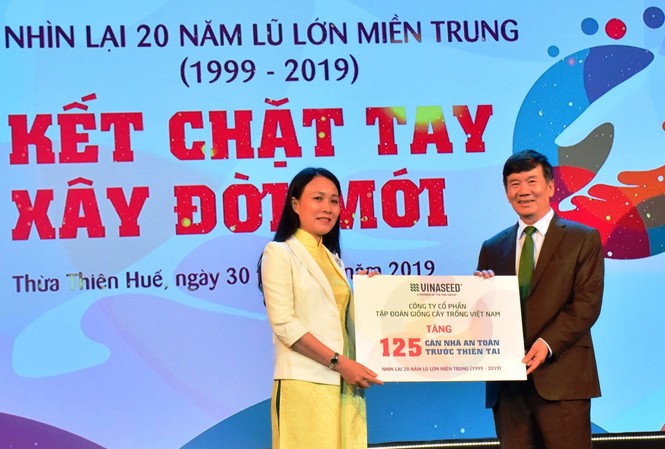 NHÌN LẠI 20 NĂM LŨ LỚN MIỀN TRUNG
(1999 - 2019)
KẾT CHẶT TAY
XÂY ĐỜI MỚI
Thừa Thiên Huế, ngày 30 2019
VINASEED
CÔNG TY CỔ PHẦN
TẬP ĐOÀN GIỐNG CÂY TRỒNG VIỆT NAM
TẶNG
125 CĂN NHÀ AN TOÀN
TRƯỚC THIÊN TAI
NHÌN LẠI 20 NĂM LŨ LỚN MIỀN TRUNG (1999 - 2019)